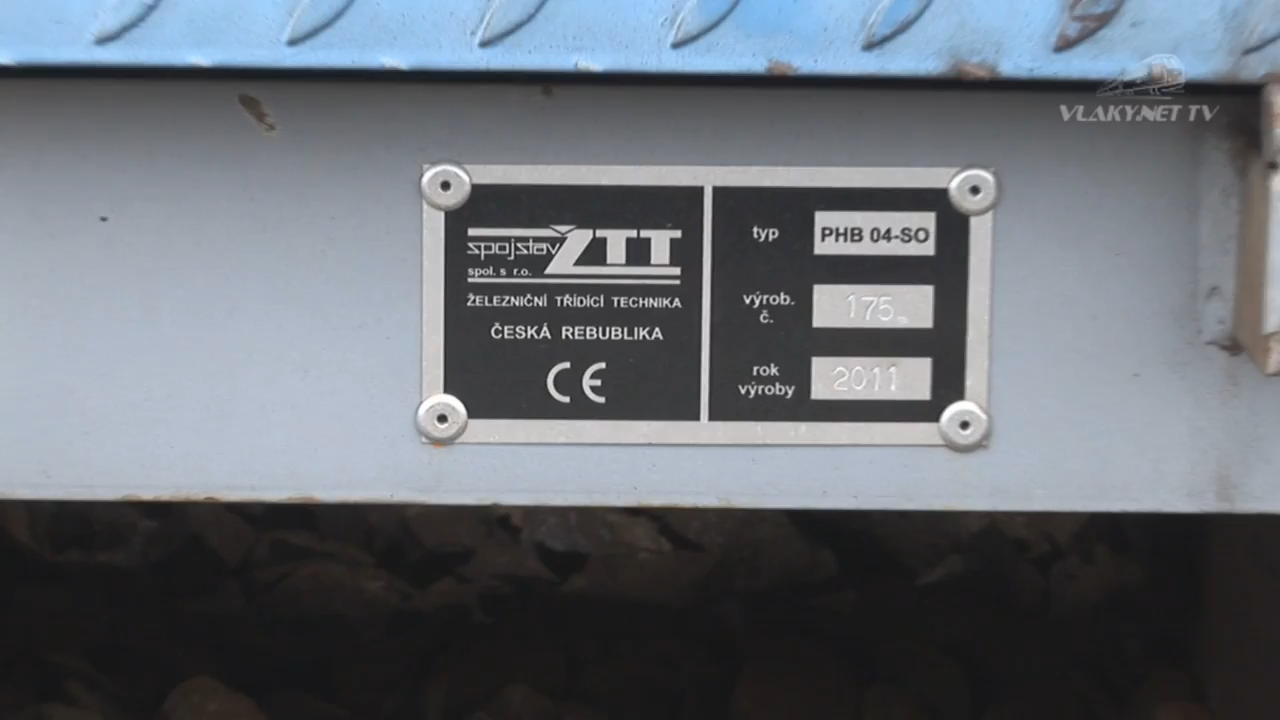 VLAKY.NET TV
spojstav ŽTT
spol. s r.o.
ŽELEZNIČNÍ TŘÍDÍCÍ TECHNIKA
ČESKÁ REBUBLIKA
CE
typ PHB 04-SO
výrob.
č. 175
rok
výroby 2011